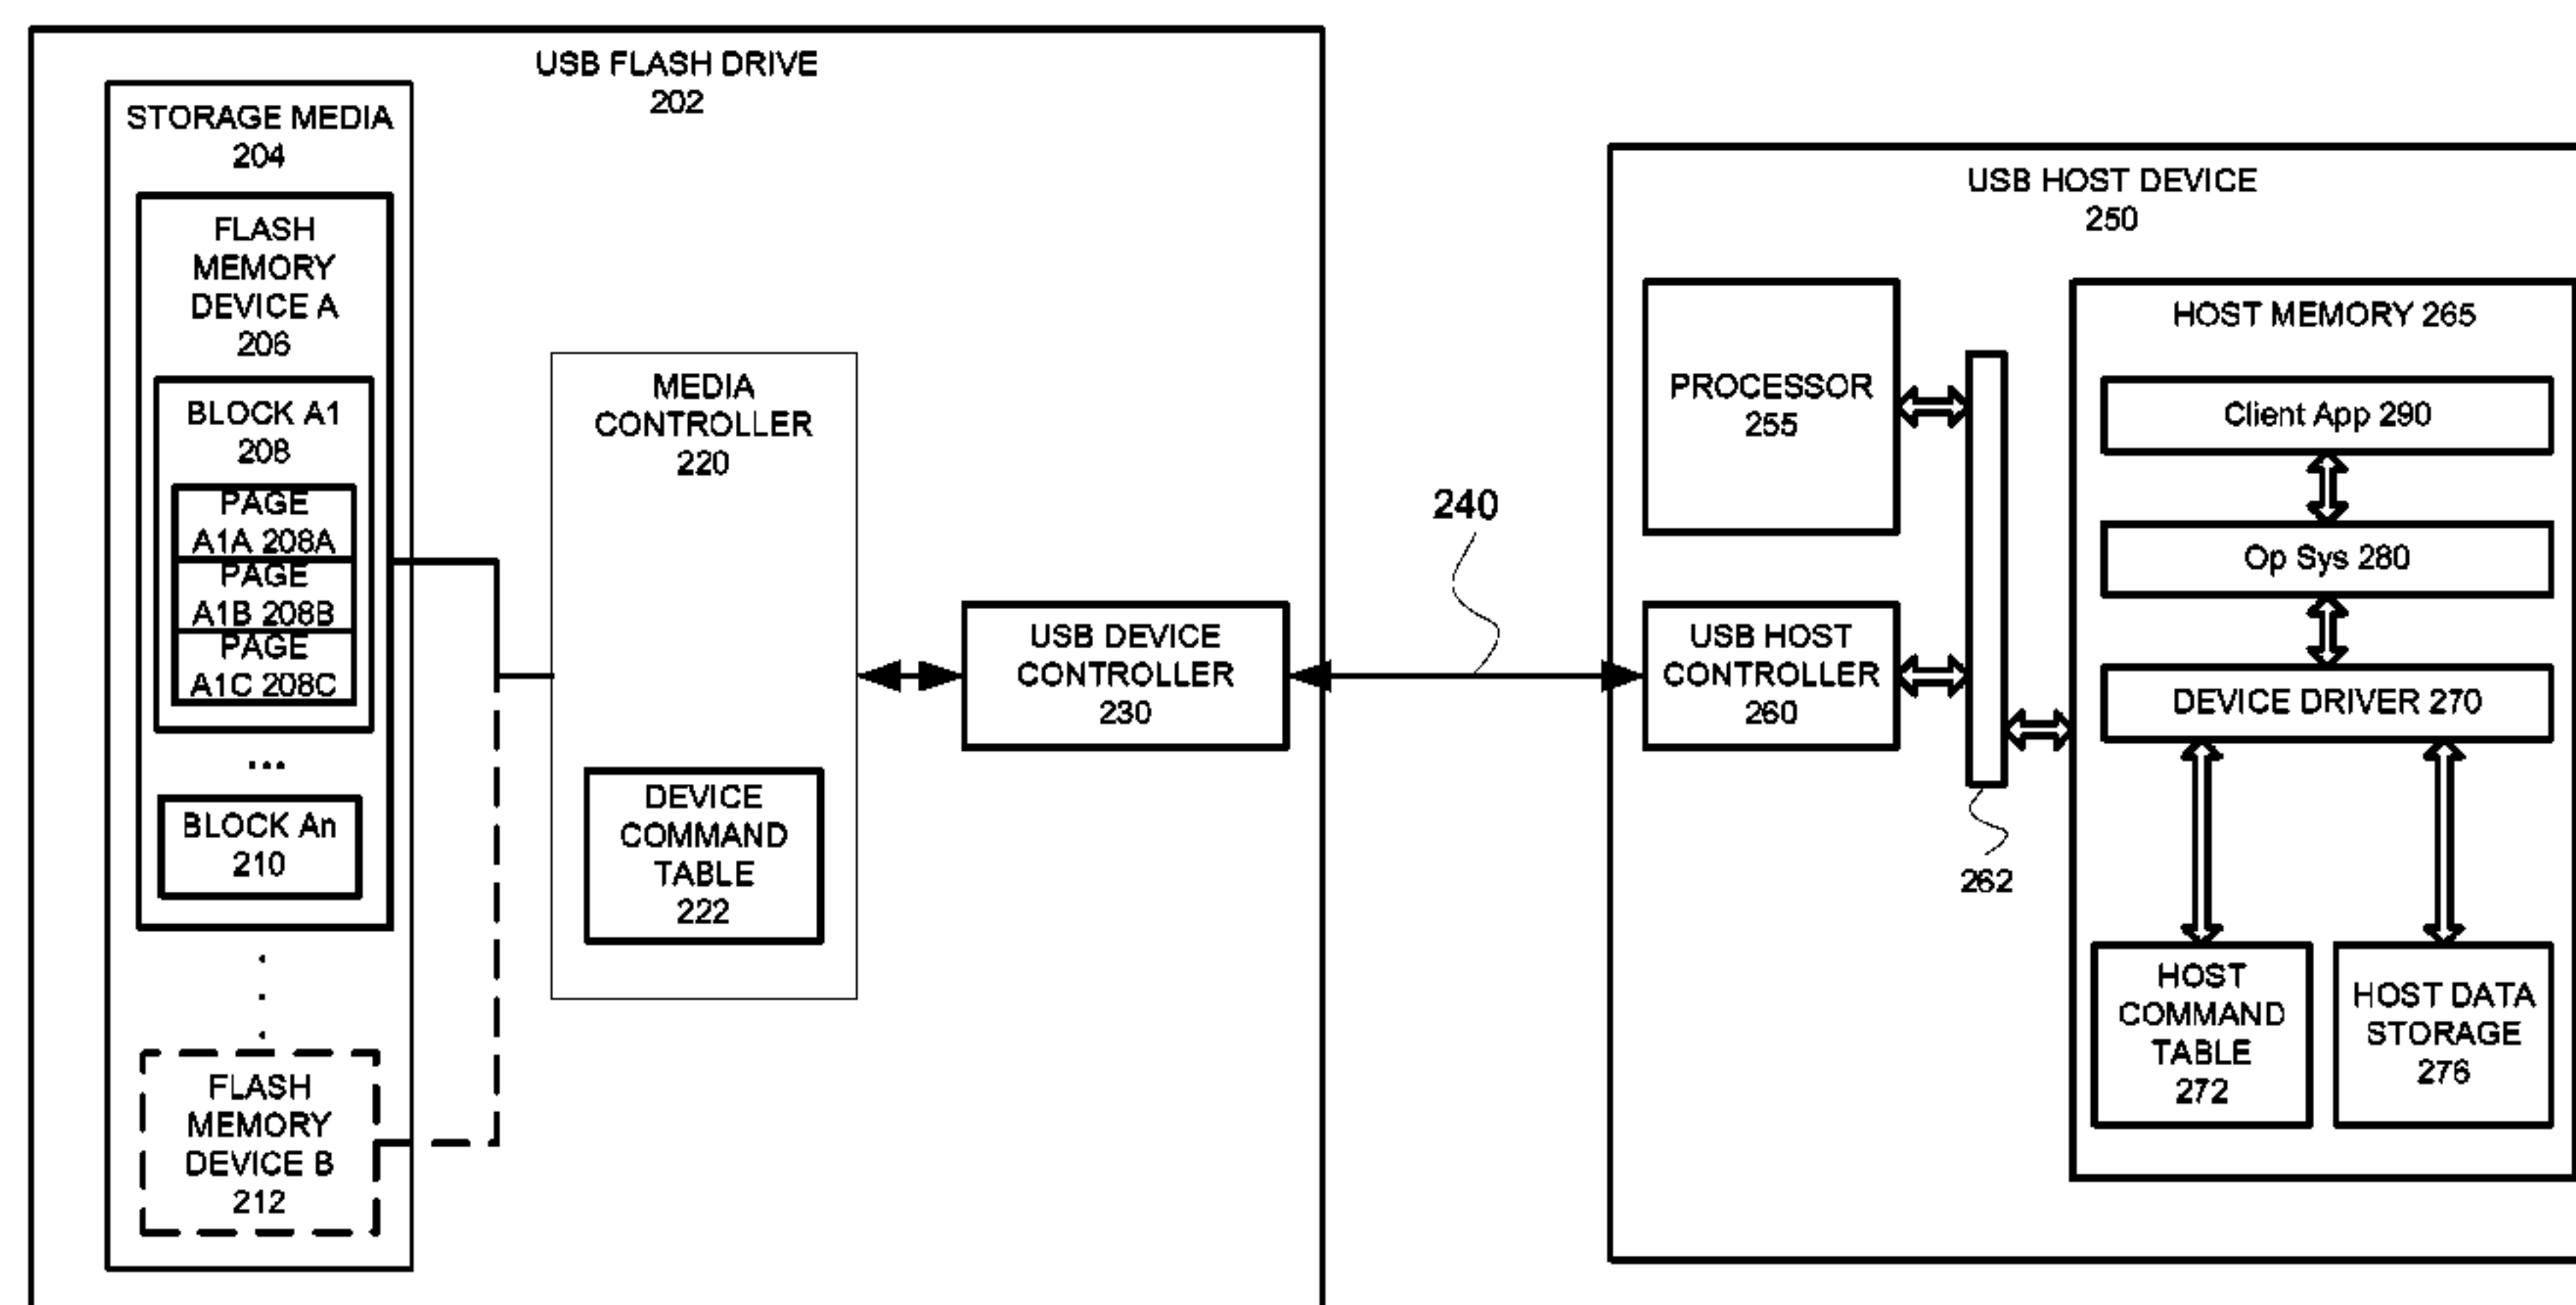 USB FLASH DRIVE
202
STORAGE MEDIA
204
FLASH
MEMORY
DEVICE A
206
BLOCK A1
208
PAGE
A1A 208A
PAGE
A1B 208B
PAGE
A1C 208C
...
BLOCK An
210
.
.
.
FLASH
MEMORY
DEVICE B
212
MEDIA
CONTROLLER
220
DEVICE
COMMAND
TABLE
222
USB DEVICE
CONTROLLER
230
240
USB HOST DEVICE
250
PROCESSOR
255
USB HOST
CONTROLLER
260
262
HOST MEMORY 265
Client App 290
Op Sys 280
DEVICE DRIVER 270
HOST
COMMAND
TABLE
272
HOST DATA
STORAGE
276